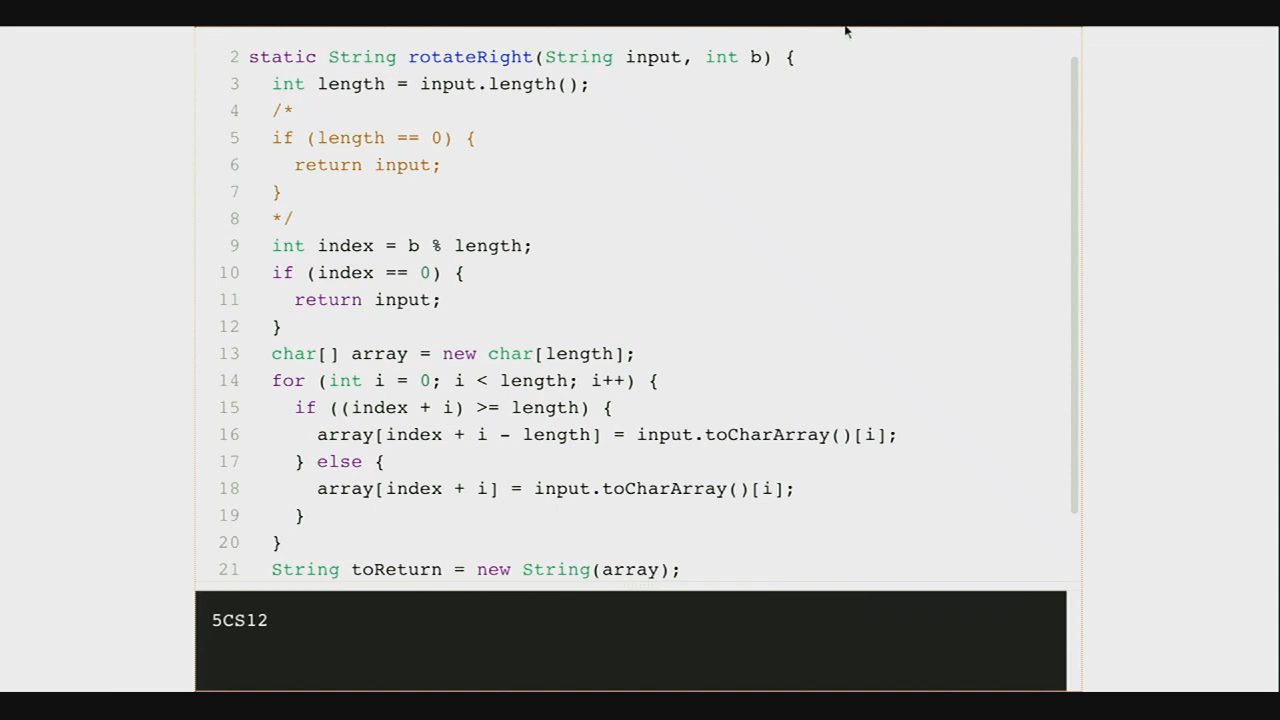 2 static String rotateRight(String input, int b) {
3   int length = input.length();
4   /*
5   if (length == 0) {
6     return input;
7   }
8   */
9   int index = b % length;
10   if (index == 0) {
11     return input;
12   }
13   char[] array = new char[length];
14   for (int i = 0; i < length; i++) {
15     if ((index + i) >= length) {
16       array[index + i - length] = input.toCharArray()[i];
17     } else {
18       array[index + i] = input.toCharArray()[i];
19     }
20   }
21   String toReturn = new String(array);
5CS12